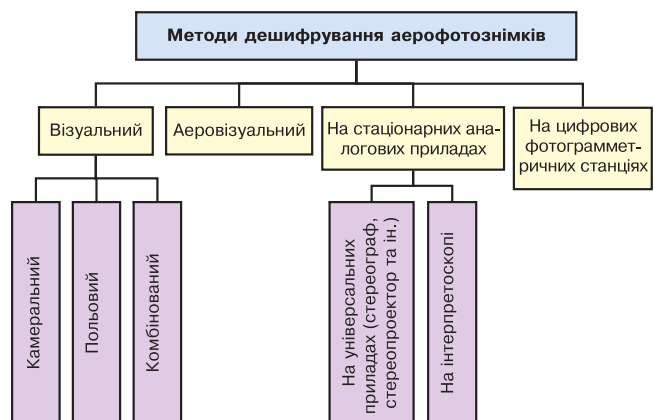 Методи дешифрування аерофотознімків
Візуальний
Аеровізуальний
На стаціонарних ана-
логових приладах
На цифрових
фотограммет-
ричних станціях
Камеральний
Польовий
Комбінований
На універсальних
приладах (стереограф,
стереопроектор та ін.)
На інтерпретоскопі